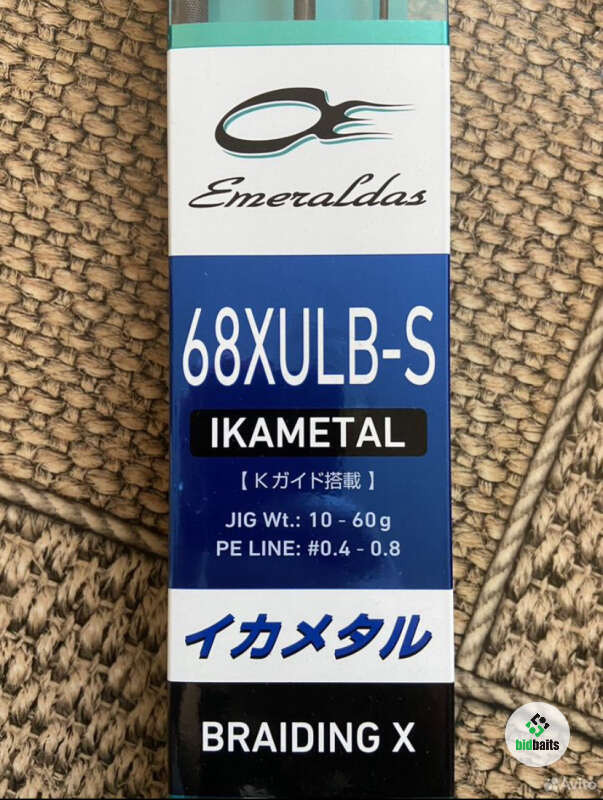 Emeraldas
68XULB-S
IKAMETAL
【Kガイド搭載】
JIG Wt.: 10 - 60g
PE LINE: #0.4 - 0.8
イカメタル
BRAIDING X
bidbaits
Avito